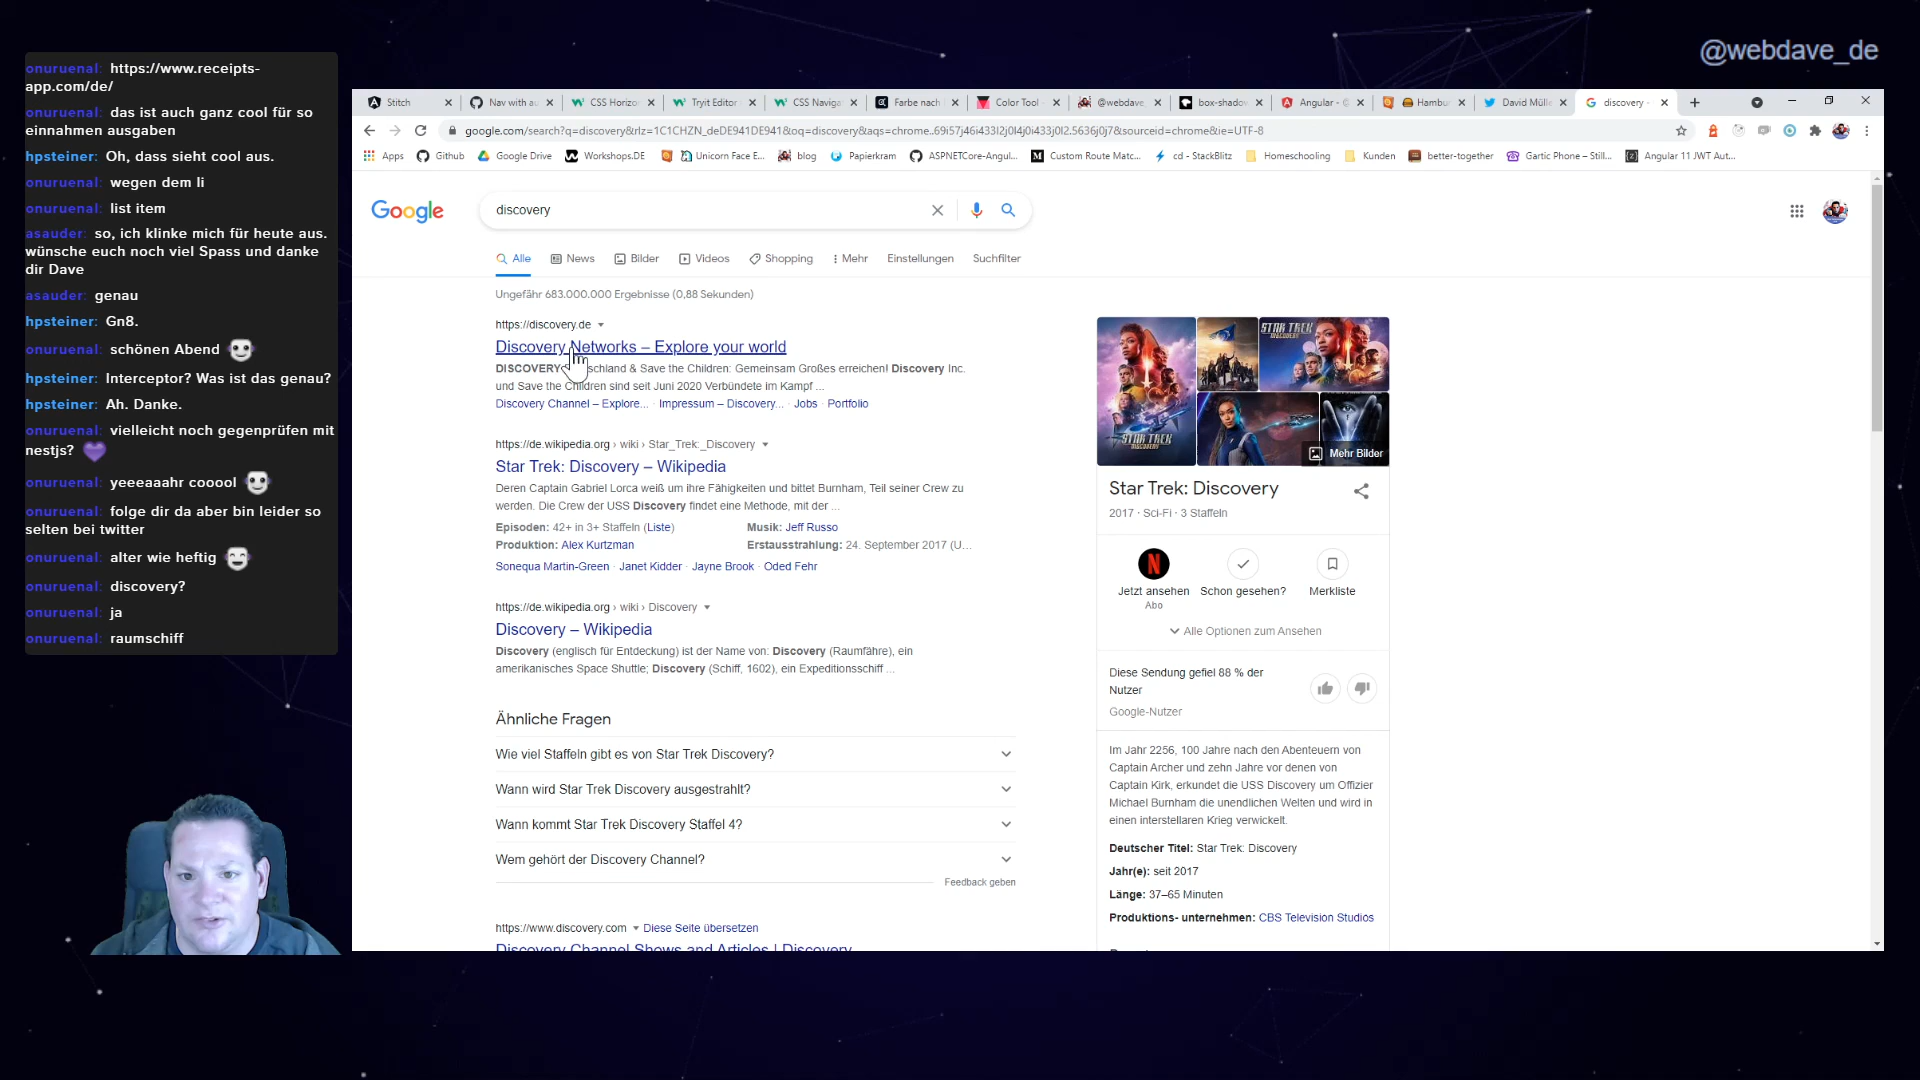 @webdave_de
onuruenal: https://www.receipts-
app.com/de/
onuruenal: das ist auch ganz cool für so
einnahmen ausgaben
hpsteiner: Oh, dass sieht cool aus.
onuruenal: wegen dem li
onuruenal: list item
asauder: so, ich klinke mich für heute aus.
wünsche euch noch viel Spass und danke
dir Dave
asauder: genau
hpsteiner: Gn8.
onuruenal: schönen Abend
hpsteiner: Interceptor? Was ist das genau?
hpsteiner: Ah. Danke.
onuruenal: vielleicht noch gegenprüfen mit
nestjs?
onuruenal: yeeeaaahr cooool
onuruenal: folge dir da aber bin leider so
selten bei twitter
onuruenal: alter wie heftig
onuruenal: discovery?
onuruenal: ja
onuruenal: raumschiff
Stitch
Nav with au
CSS Horizo
Tryit Editor
CSS Naviga
Farbe nach
Color Tool
@webdave_
box-shado
Angular -
Hambur
David Mülle
discovery -
google.com/search?q=discovery&rlz=1C1CHZN_deDE941DE941&oq=discovery&aqs=chrome..69i57j46i433l2j0l4j0i433j0l2.5636j0j7&sourceid=chrome&ie=UTF-8
Apps
Github
Google Drive
Workshops.DE
Unicorn Face E...
blog
Papierkram
ASPNETCore-Angul...
Custom Route Matc...
cd - StackBlitz
Homeschooling
Kunden
better-together
Gartic Phone – Still...
Angular 11 JWT Aut...
Google
discovery
Alle
News
Bilder
Videos
Shopping
Mehr
Einstellungen
Suchfilter
Ungefähr 683.000.000 Ergebnisse (0,88 Sekunden)
https://discovery.de
Discovery Networks – Explore your world
DISCOVERY schland & Save the Children: Gemeinsam Großes erreichen! Discovery Inc.
und Save the Children sind seit Juni 2020 Verbündete im Kampf ...
Discovery Channel – Explore... · Impressum – Discovery... · Jobs · Portfolio
https://de.wikipedia.org › wiki › Star_Trek:_Discovery
Star Trek: Discovery – Wikipedia
Deren Captain Gabriel Lorca weiß um ihre Fähigkeiten und bittet Burnham, Teil seiner Crew zu
werden. Die Crew der USS Discovery findet eine Methode, mit der ...
Episoden: 42+ in 3+ Staffeln (Liste)
Musik: Jeff Russo
Produktion: Alex Kurtzman
Erstausstrahlung: 24. September 2017 (U...
Sonequa Martin-Green · Janet Kidder · Jayne Brook · Oded Fehr
https://de.wikipedia.org › wiki › Discovery
Discovery – Wikipedia
Discovery (englisch für Entdeckung) ist der Name von: Discovery (Raumfähre), ein
amerikanisches Space Shuttle; Discovery (Schiff, 1602), ein Expeditionsschiff ...
Ähnliche Fragen
Wie viel Staffeln gibt es von Star Trek Discovery?
Wann wird Star Trek Discovery ausgestrahlt?
Wann kommt Star Trek Discovery Staffel 4?
Wem gehört der Discovery Channel?
Feedback geben
https://www.discovery.com
Diese Seite übersetzen
Discovery Channel Shows and Articles | Discovery
STAR TREK
DISCOVERY
STAR TREK
Mehr Bilder
Star Trek: Discovery
2017 · Sci-Fi · 3 Staffeln
Jetzt ansehen
Abo
Schon gesehen?
Merkliste
Alle Optionen zum Ansehen
Diese Sendung gefiel 88 % der
Nutzer
Google-Nutzer
Im Jahr 2256, 100 Jahre nach den Abenteuern von
Captain Archer und zehn Jahre vor denen von
Captain Kirk, erkundet die USS Discovery um Offizier
Michael Burnham die unendlichen Welten und wird in
einen interstellaren Krieg verwickelt.
Deutscher Titel: Star Trek: Discovery
Jahr(e): seit 2017
Länge: 37–65 Minuten
Produktions- unternehmen: CBS Television Studios